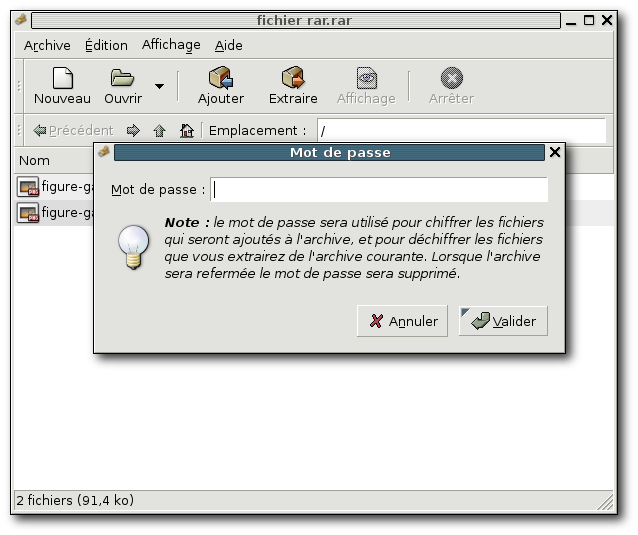 fichier rar.rar
Archive Édition Affichage Aide
Nouveau Ouvrir Ajouter Extraire Affichage Arrêter
Précédent Emplacement : /
Nom
Mot de passe
figure-ga
figure-ga
Mot de passe :
Note : le mot de passe sera utilisé pour chiffrer les fichiers
qui seront ajoutés à l'archive, et pour déchiffrer les fichiers
que vous extrairez de l'archive courante. Lorsque l'archive
sera refermée le mot de passe sera supprimé.
Annuler Valider
2 fichiers (91,4 ko)